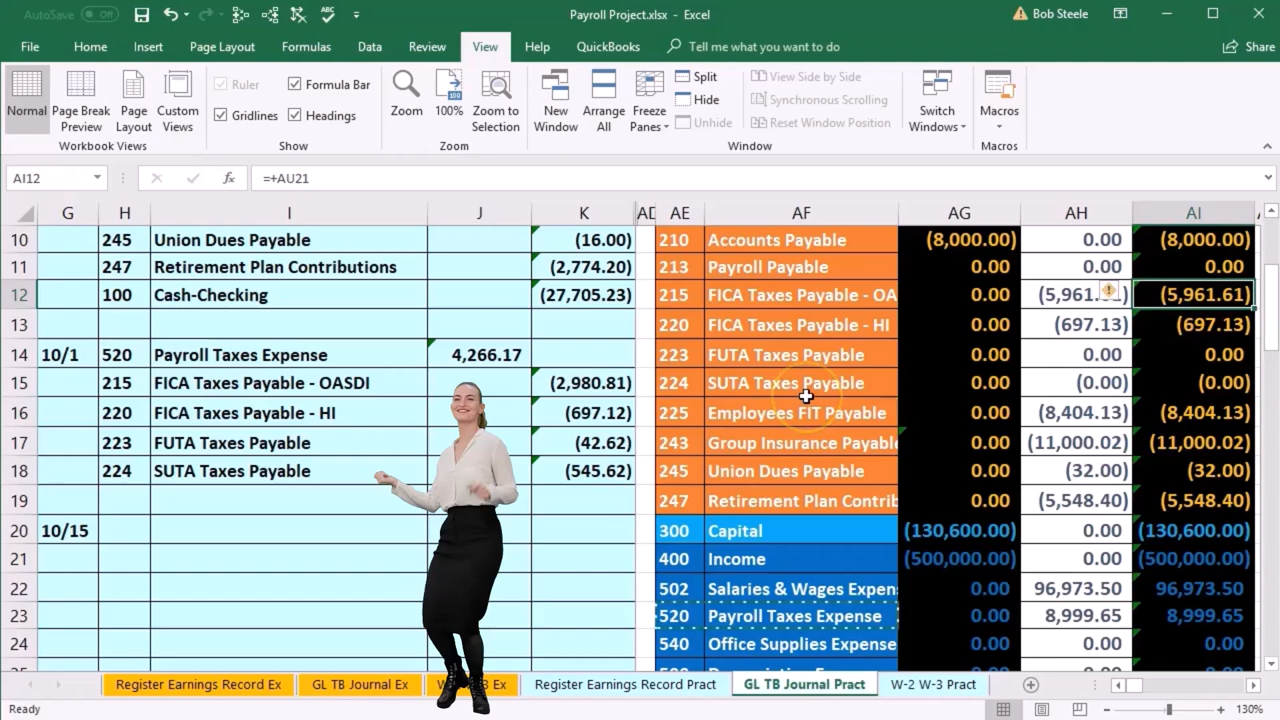 AutoSave Off
Payroll Project.xlsx - Excel
Bob Steele
File Home Insert Page Layout Formulas Data Review View Help QuickBooks Tell me what you want to do Share
Normal
Page Break Preview
Page Layout
Custom Views
Workbook Views
Ruler
Formula Bar
Gridlines
Headings
Show
Zoom
100%
Zoom to Selection
Zoom
New Window
Arrange All
Freeze Panes
Split
Hide
Unhide
View Side by Side
Synchronous Scrolling
Reset Window Position
Window
Switch Windows
Macros
Macros
AI12 fx =+AU21
G H I J K AD AE AF AG AH AI
10 245 Union Dues Payable (16.00) 210 Accounts Payable (8,000.00) 0.00 (8,000.00)
11 247 Retirement Plan Contributions (2,774.20) 213 Payroll Payable 0.00 0.00 0.00
12 100 Cash-Checking (27,705.23) 215 FICA Taxes Payable - OA 0.00 (5,961. (5,961.61)
13 220 FICA Taxes Payable - HI 0.00 (697.13) (697.13)
14 10/1 520 Payroll Taxes Expense 4,266.17 223 FUTA Taxes Payable 0.00 0.00 0.00
15 215 FICA Taxes Payable - OASDI (2,980.81) 224 SUTA Taxes Payable 0.00 (0.00) (0.00)
16 220 FICA Taxes Payable - HI (697.12) 225 Employees FIT Payable 0.00 (8,404.13) (8,404.13)
17 223 FUTA Taxes Payable (42.62) 243 Group Insurance Payable 0.00 (11,000.02) (11,000.02)
18 224 SUTA Taxes Payable (545.62) 245 Union Dues Payable 0.00 (32.00) (32.00)
19 247 Retirement Plan Contrib 0.00 (5,548.40) (5,548.40)
20 10/15 300 Capital (130,600.00) 0.00 (130,600.00)
21 400 Income (500,000.00) 0.00 (500,000.00)
22 502 Salaries & Wages Expen 0.00 96,973.50 96,973.50
23 520 Payroll Taxes Expense 0.00 8,999.65 8,999.65
24 540 Office Supplies Expense 0.00 0.00 0.00
Register Earnings Record Ex GL TB Journal Ex Ex Register Earnings Record Pract GL TB Journal Pract W-2 W-3 Pract
Ready 130%